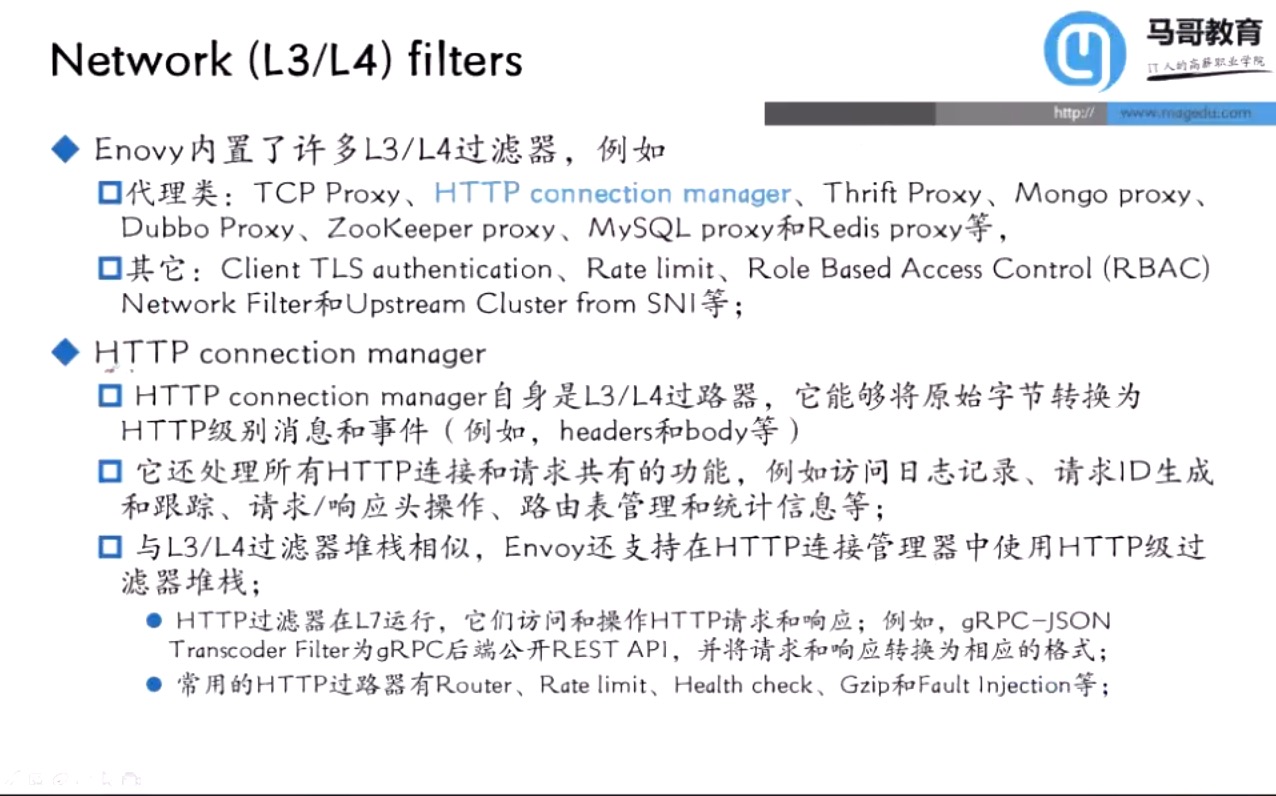 Network (L3/L4) filters
马哥教育
IT人的高薪职业学院
http:// www.magedu.com
Enovy内置了许多L3/L4过滤器，例如
代理类：TCP Proxy、HTTP connection manager、Thrift Proxy、Mongo proxy、
Dubbo Proxy、ZooKeeper proxy、MySQL proxy和Redis proxy等，
其它：Client TLS authentication、Rate limit、Role Based Access Control (RBAC)
Network Filter和Upstream Cluster from SNI等；
HTTP connection manager
HTTP connection manager自身是L3/L4过路器，它能够将原始字节转换为
HTTP级别消息和事件（例如，headers和body等）
它还处理所有HTTP连接和请求共有的功能，例如访问日志记录、请求ID生成
和跟踪、请求/响应头操作、路由表管理和统计信息等；
与L3/L4过滤器堆栈相似，Envoy还支持在HTTP连接管理器中使用HTTP级过
滤器堆栈；
HTTP过滤器在L7运行，它们访问和操作HTTP请求和响应；例如，gRPC-JSON
Transcoder Filter为gRPC后端公开REST API，并将请求和响应转换为相应的格式；
常用的HTTP过路器有Router、Rate limit、Health check、Gzip和Fault Injection等；